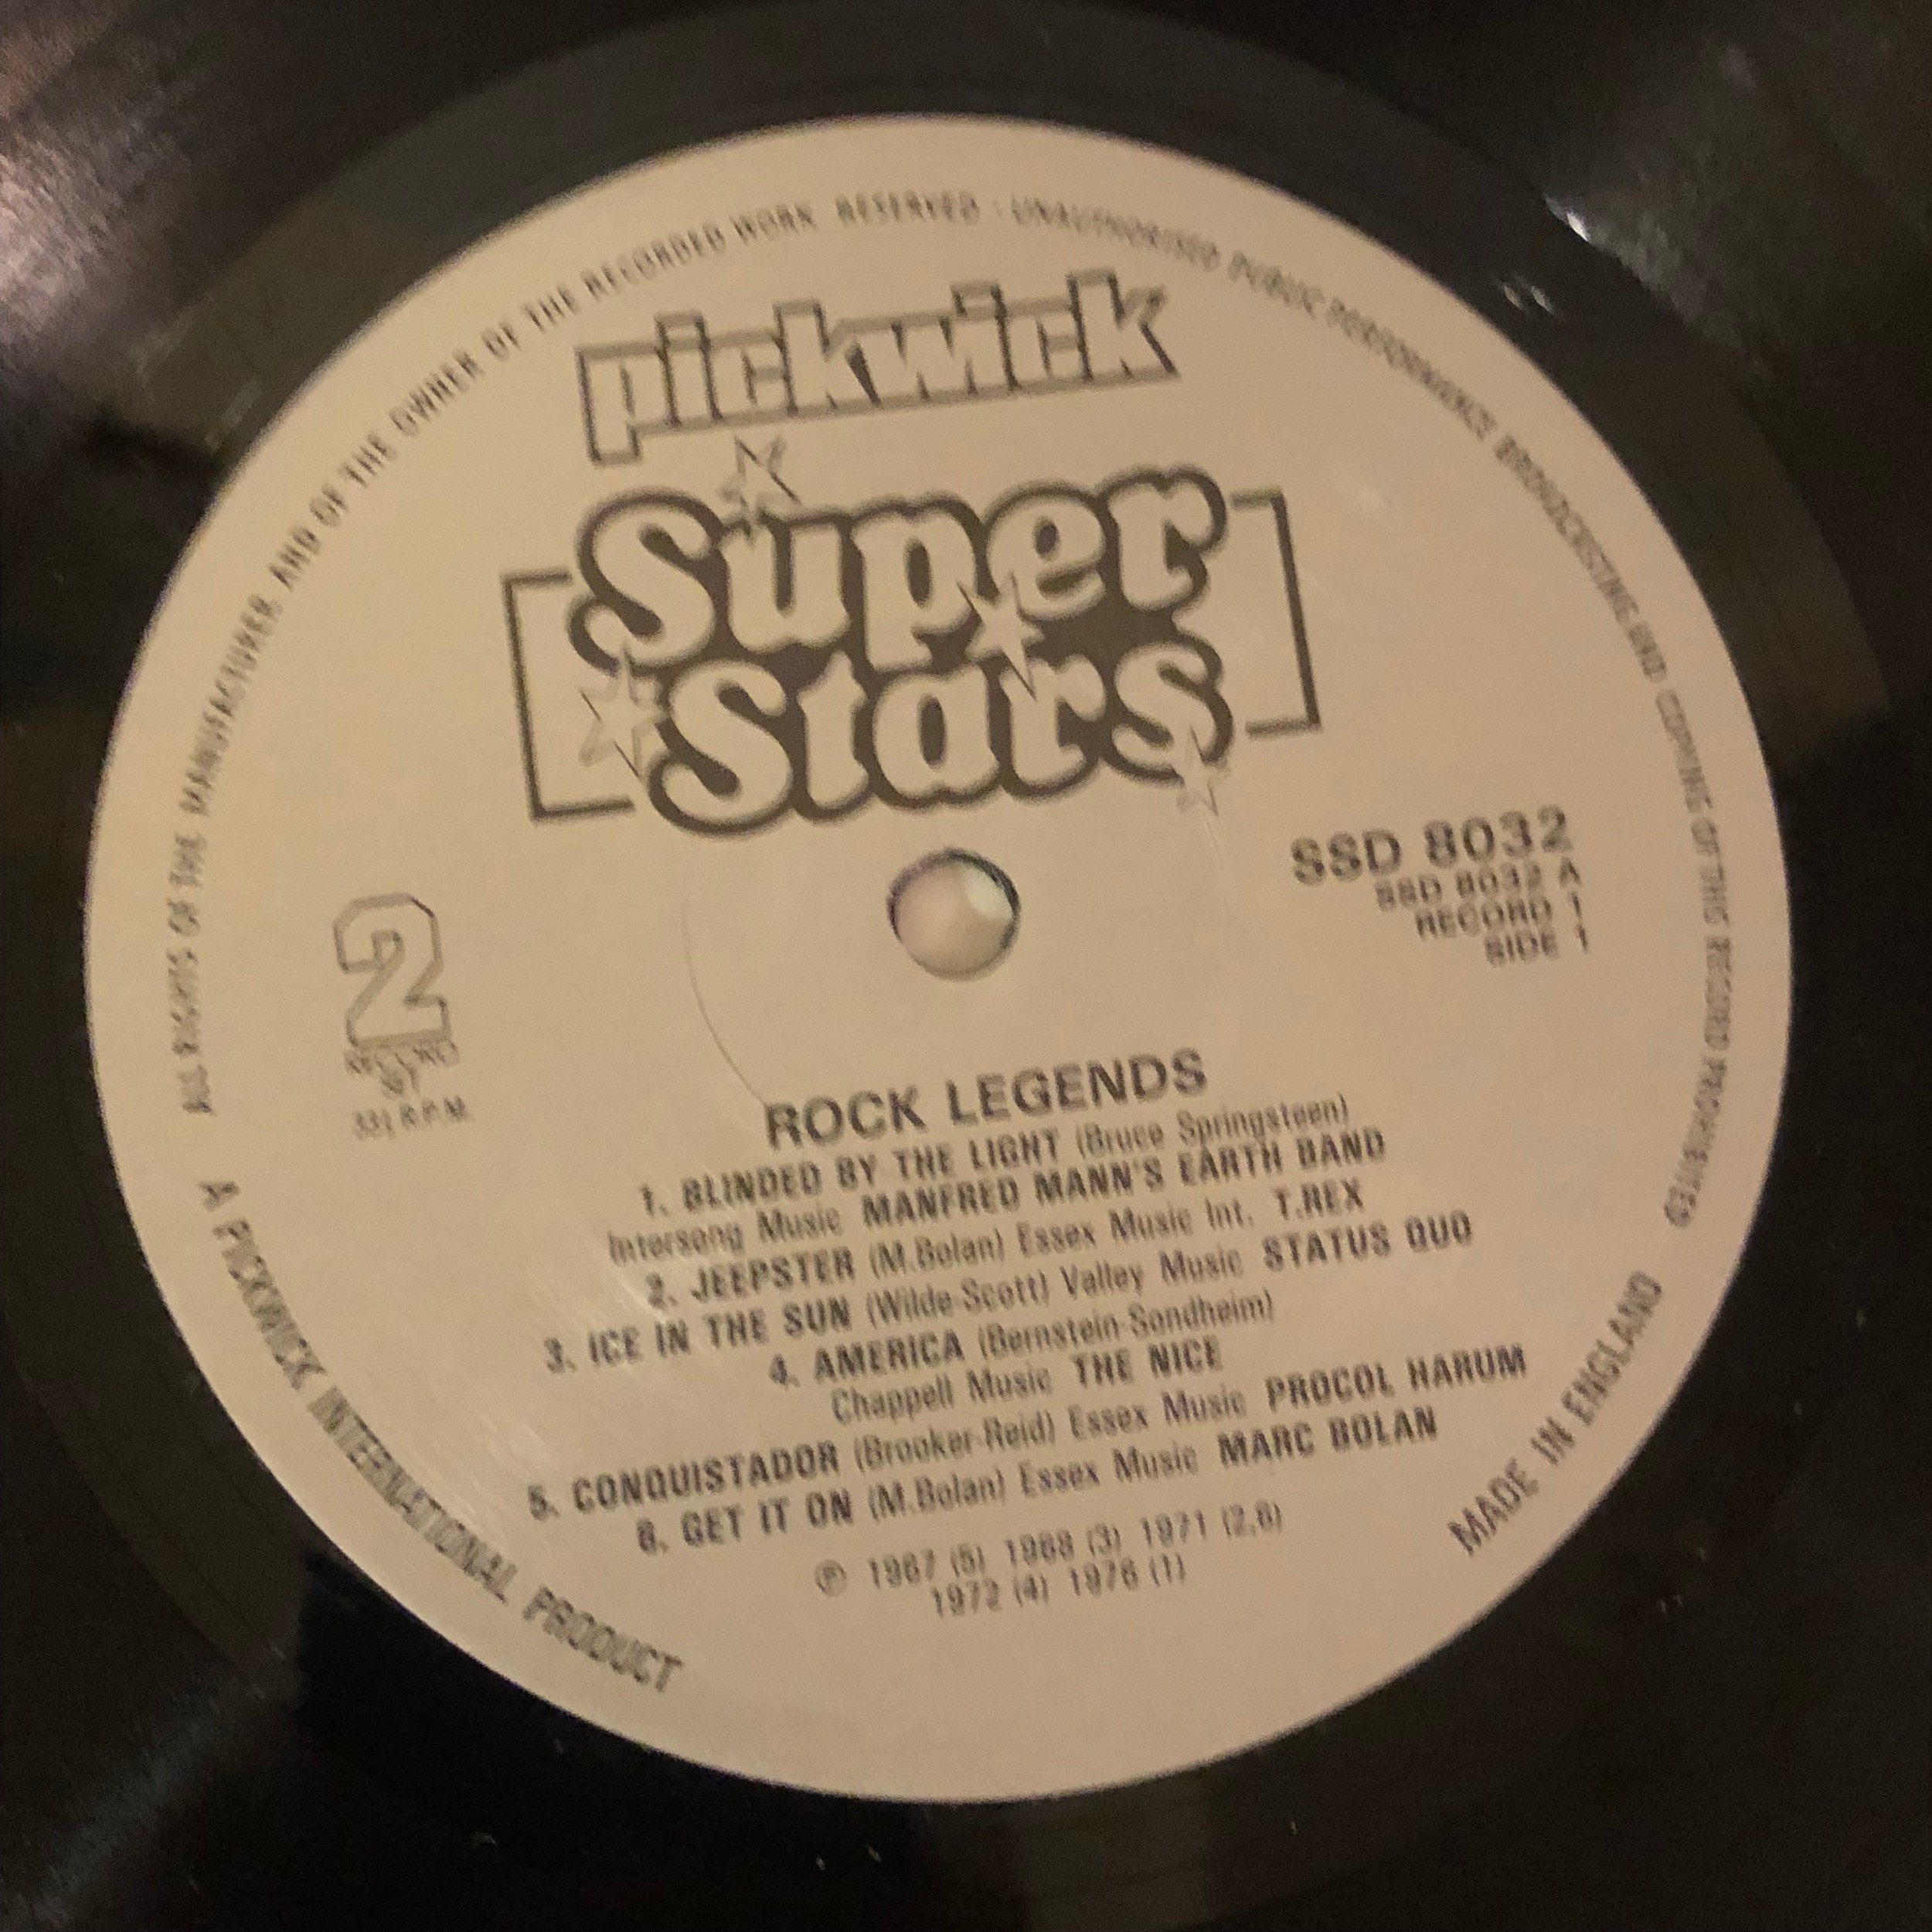 ALL RIGHTS OF THE MANUFACTURER AND OF THE OWNER OF THE RECORDED WORK RESERVED · UNAUTHORISED PUBLIC PERFORMANCE BROADCASTING AND COPYING OF THIS RECORD PROHIBITED
pickwick
Super
Stars
SSD 8032
SSD 8032 A
RECORD 1
SIDE 1
2
RECORD
SET
33⅓ R.P.M.
ROCK LEGENDS
1. BLINDED BY THE LIGHT (Bruce Springsteen)
Intersong Music MANFRED MANN'S EARTH BAND
2. JEEPSTER (M.Bolan) Essex Music Int. T.REX
3. ICE IN THE SUN (Wilde-Scott) Valley Music STATUS QUO
4. AMERICA (Bernstein-Sondheim)
Chappell Music THE NICE
5. CONQUISTADOR (Brooker-Reid) Essex Music PROCOL HARUM
6. GET IT ON (M.Bolan) Essex Music MARC BOLAN
℗ 1967 (5) 1968 (3) 1971 (2,6)
1972 (4) 1976 (1)
A PICKWICK INTERNATIONAL PRODUCT
MADE IN ENGLAND